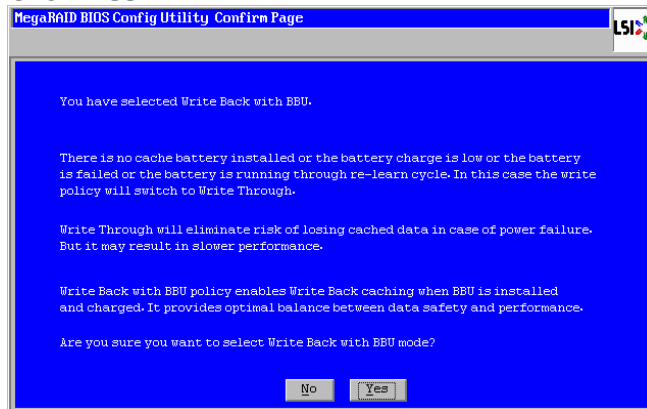 MegaRAID BIOS Config Utility Confirm Page
LSI
You have selected Write Back with BBU.
There is no cache battery installed or the battery charge is low or the battery
is failed or the battery is running through re-learn cycle. In this case the write
policy will switch to Write Through.
Write Through will eliminate risk of losing cached data in case of power failure.
But it may result in slower performance.
Write Back with BBU policy enables Write Back caching when BBU is installed
and charged. It provides optimal balance between data safety and performance.
Are you sure you want to select Write Back with BBU mode?
No Yes